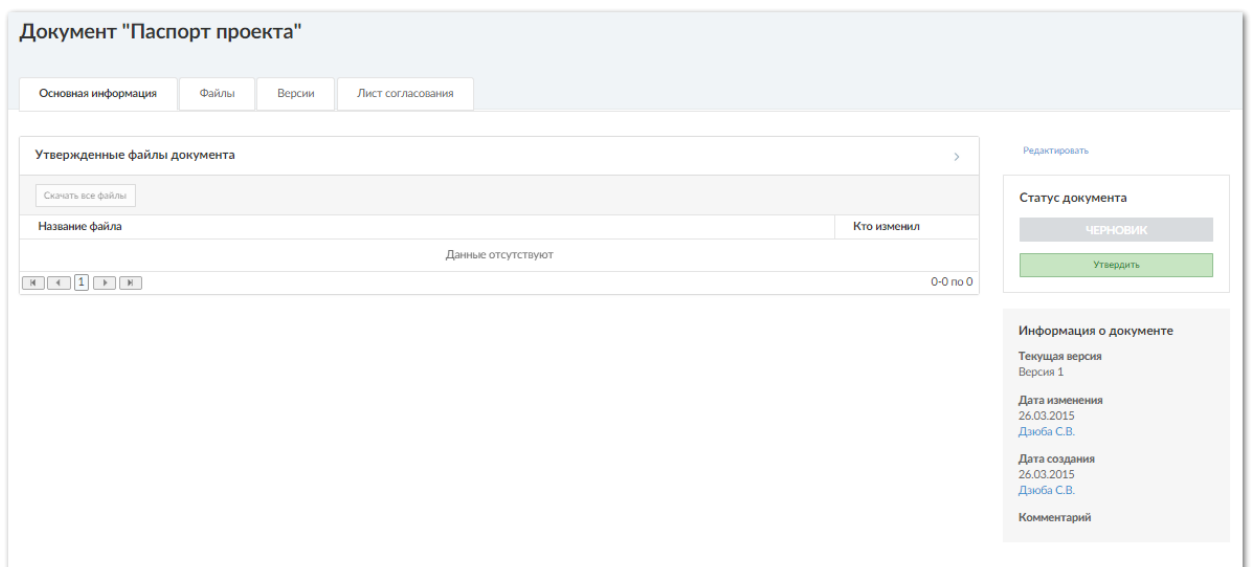 Документ "Паспорт проекта"
Основная информация
Файлы
Версии
Лист согласования
Утвержденные файлы документа
Скачать все файлы
Название файла
Кто изменил
Данные отсутствуют
1
0-0 по 0
Редактировать
Статус документа
ЧЕРНОВИК
Утвердить
Информация о документе
Текущая версия
Версия 1
Дата изменения
26.03.2015
Дзюба С.В.
Дата создания
26.03.2015
Дзюба С.В.
Комментарий